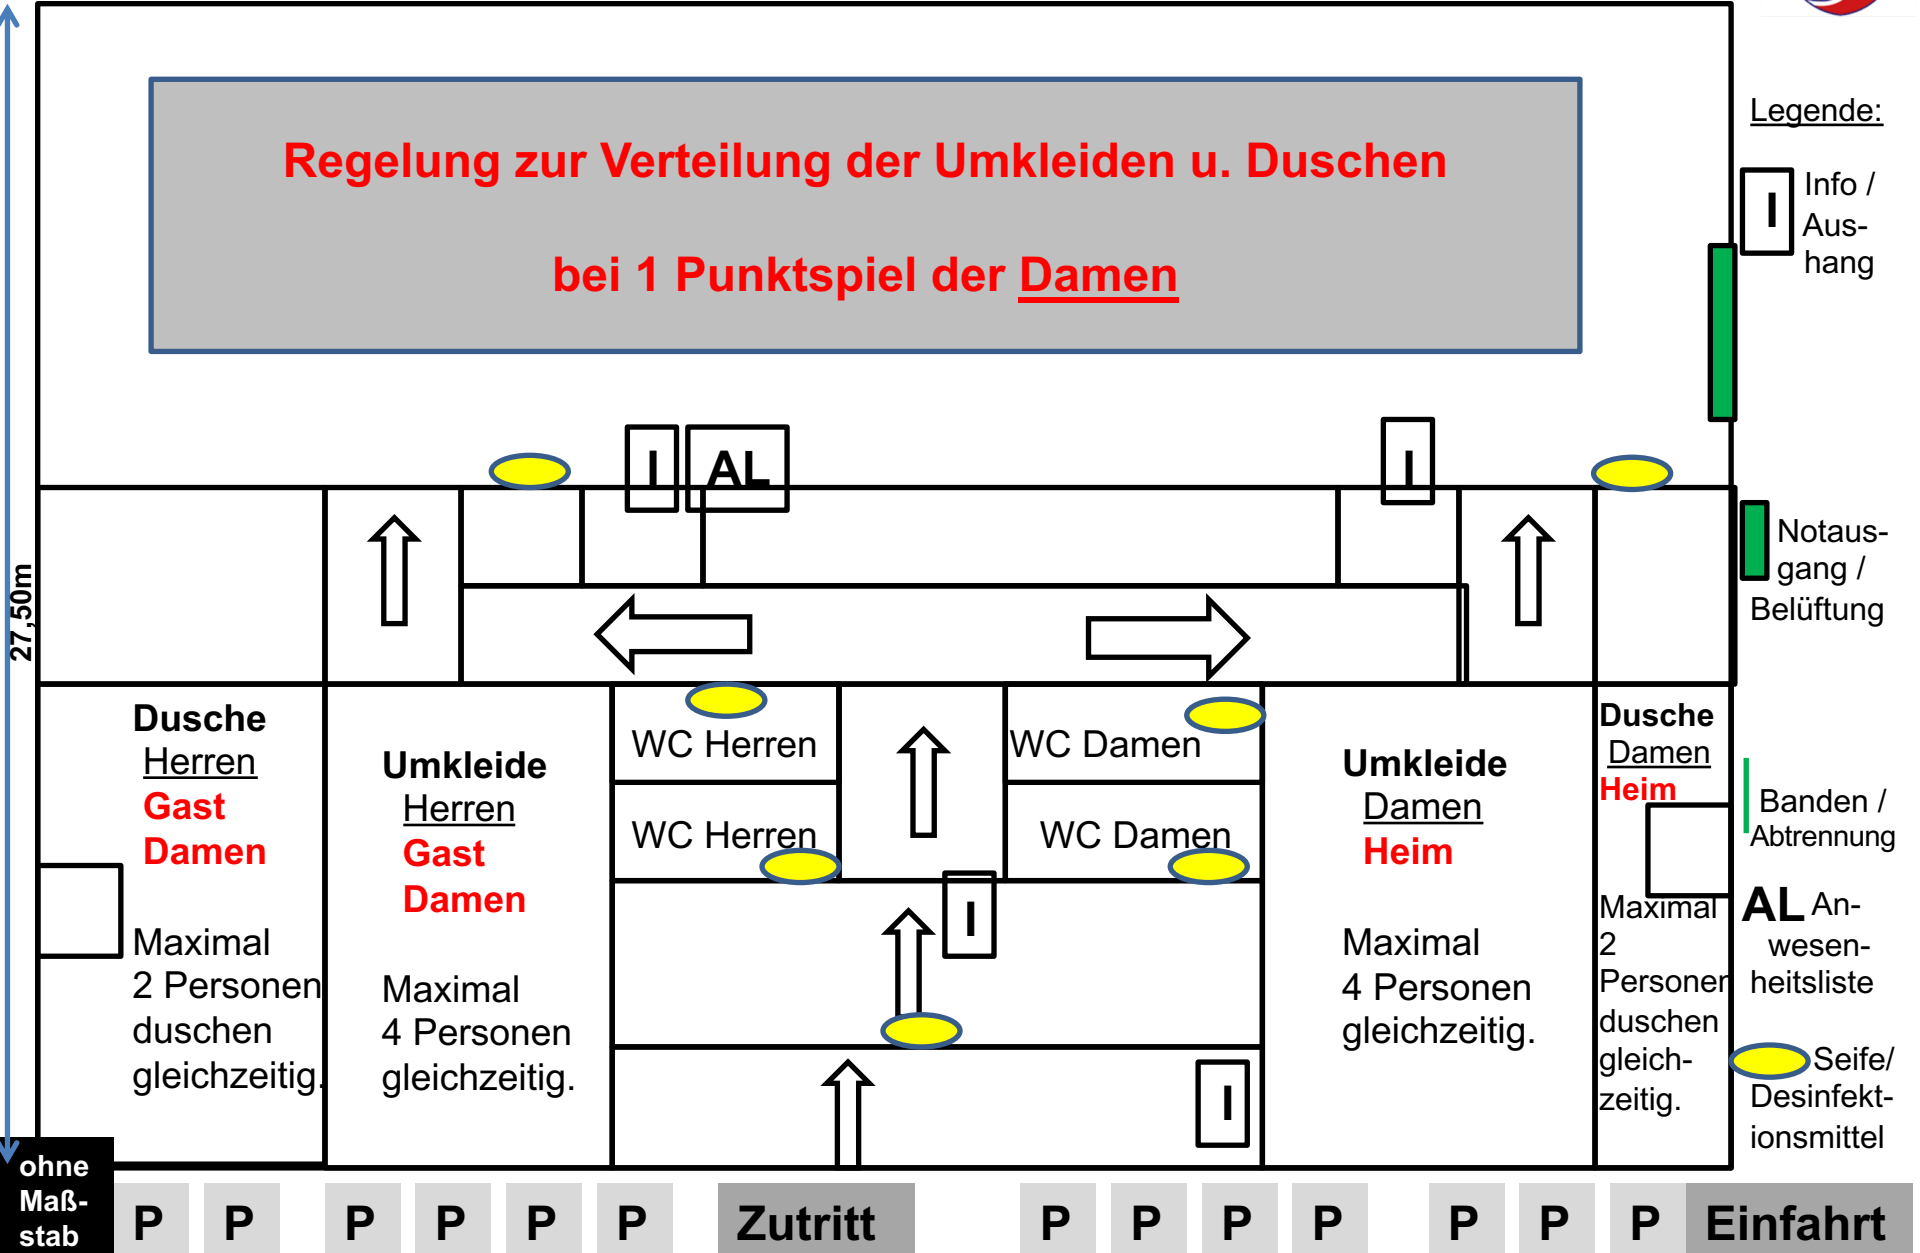 Regelung zur Verteilung der Umkleiden u. Duschen
bei 1 Punktspiel der Damen
Legende:
I
Info /
Aus-
hang
I
AL
I
27,50m
Notaus-
gang /
Belüftung
Dusche
Herren
Gast
Damen
Maximal
2 Personen
duschen
gleichzeitig.
Umkleide
Herren
Gast
Damen
Maximal
4 Personen
gleichzeitig.
WC Herren
WC Herren
WC Damen
WC Damen
I
I
Umkleide
Damen
Heim
Maximal
4 Personen
gleichzeitig.
Dusche
Damen
Heim
Maximal
2
Personen
duschen
gleich-
zeitig.
Banden /
Abtrennung
AL An-
wesen-
heitsliste
Seife/
Desinfekt-
ionsmittel
ohne
Maß-
stab
P P P P P P Zutritt P P P P P P P Einfahrt